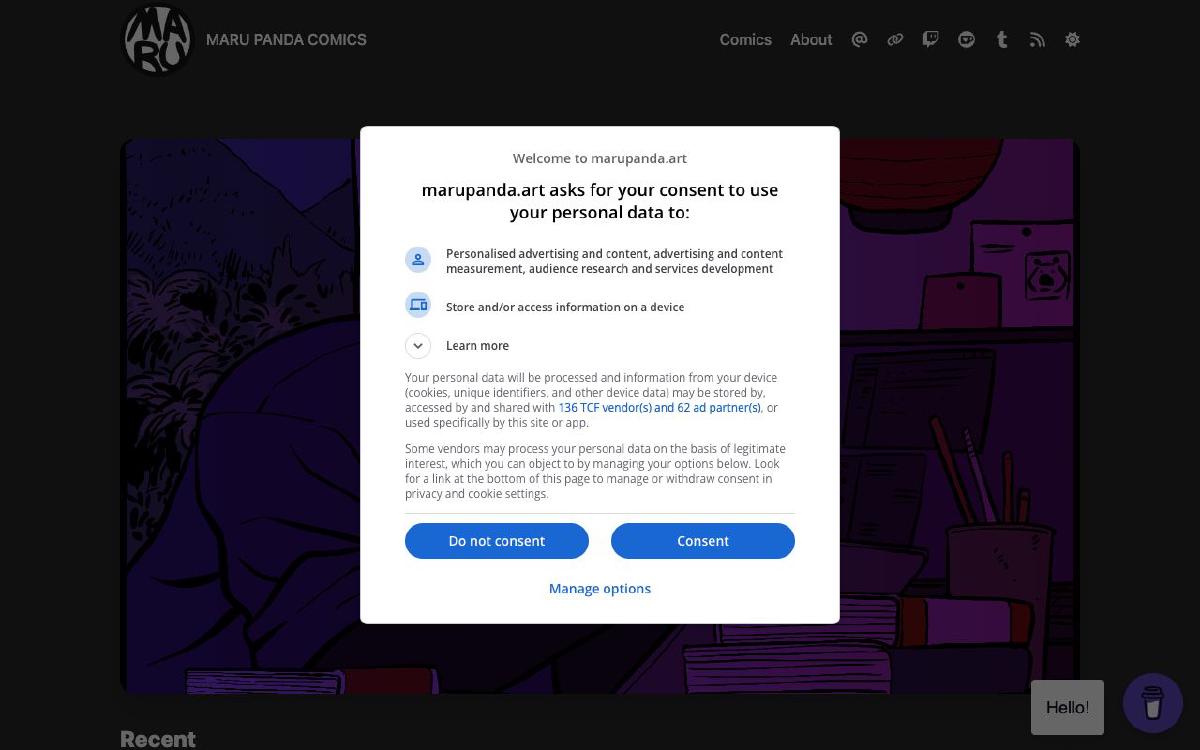 MARU
MARU PANDA COMICS
Comics
About
Welcome to marupanda.art
marupanda.art asks for your consent to use
your personal data to:
Personalised advertising and content, advertising and content
measurement, audience research and services development
Store and/or access information on a device
Learn more
Your personal data will be processed and information from your device
(cookies, unique identifiers, and other device data) may be stored by,
accessed by and shared with 136 TCF vendor(s) and 62 ad partner(s), or
used specifically by this site or app.
Some vendors may process your personal data on the basis of legitimate
interest, which you can object to by managing your options below. Look
for a link at the bottom of this page to manage or withdraw consent in
privacy and cookie settings.
Do not consent
Consent
Manage options
Hello!
Recent